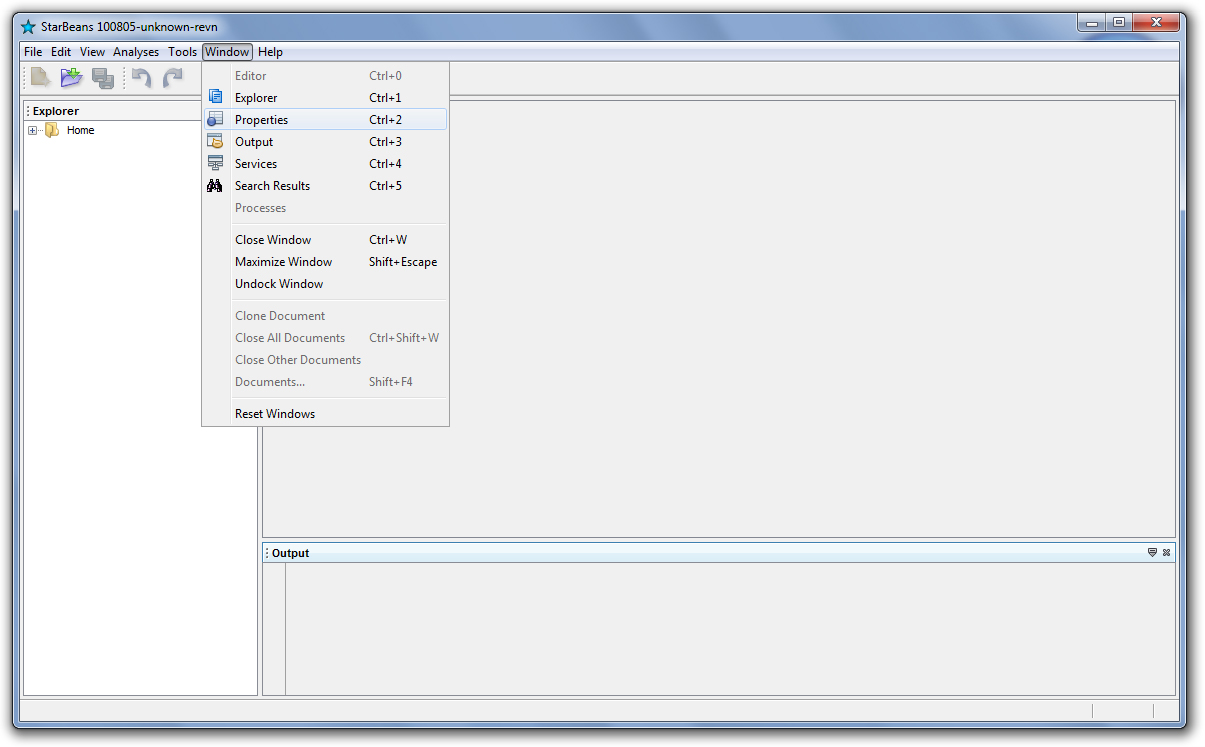 StarBeans 100805-unknown-revn
File Edit View Analyses Tools Window Help
Explorer
Home
Editor Ctrl+0
Explorer Ctrl+1
Properties Ctrl+2
Output Ctrl+3
Services Ctrl+4
Search Results Ctrl+5
Processes
Close Window Ctrl+W
Maximize Window Shift+Escape
Undock Window
Clone Document
Close All Documents Ctrl+Shift+W
Close Other Documents
Documents... Shift+F4
Reset Windows
Output